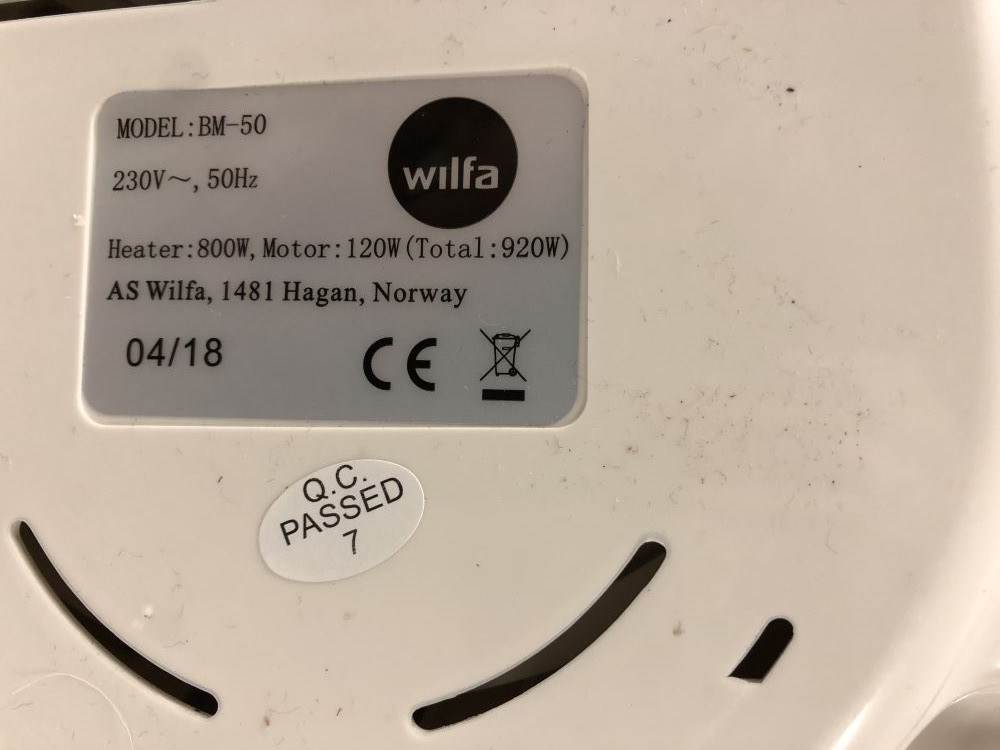 MODEL:BM-50
wilfa
230V～, 50Hz
Heater:800W, Motor:120W(Total:920W)
AS Wilfa, 1481 Hagan, Norway
04/18
CE
Q.C.
PASSED
7